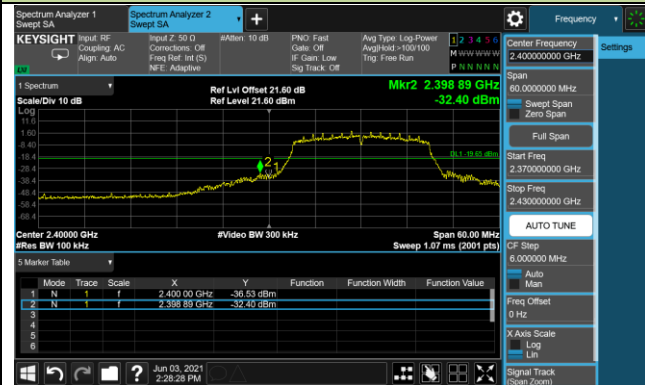 Spectrum Analyzer 1
Swept SA
Spectrum Analyzer 2
Swept SA
Frequency
KEYSIGHT
Input: RF
Coupling: AC
Align: Auto
Input Z: 50 Ω
Corrections: Off
Freq Ref: Int (S)
NFE: Adaptive
#Atten: 10 dB
PNO: Fast
Gate: Off
IF Gain: Low
Sig Track: Off
Avg Type: Log-Power
Avg|Hold:>100/100
Trig: Free Run
1 2 3 4 5 6
M W W W W W
P N N N N N
LXI
1 Spectrum
Scale/Div 10 dB
Ref Lvl Offset 21.60 dB
Ref Level 21.60 dBm
Mkr2 2.398 89 GHz
-32.40 dBm
Log
11.6
1.60
-8.40
-18.4
-28.4
-38.4
-48.4
-58.4
-68.4
DL1 -19.65 dBm
2
1
Center 2.40000 GHz
#Res BW 100 kHz
#Video BW 300 kHz
Span 60.00 MHz
Sweep 1.07 ms (2001 pts)
5 Marker Table
Mode Trace Scale X Y Function Function Width Function Value
1 N 1 f 2.400 00 GHz -36.53 dBm
2 N 1 f 2.398 89 GHz -32.40 dBm
3
4
5
6
Jun 03, 2021
2:28:28 PM
Center Frequency
2.400000000 GHz
Settings
Span
60.0000000 MHz
Swept Span
Zero Span
Full Span
Start Freq
2.370000000 GHz
Stop Freq
2.430000000 GHz
AUTO TUNE
CF Step
6.000000 MHz
Auto
Man
Freq Offset
0 Hz
X Axis Scale
Log
Lin
Signal Track
(Span Zoom)